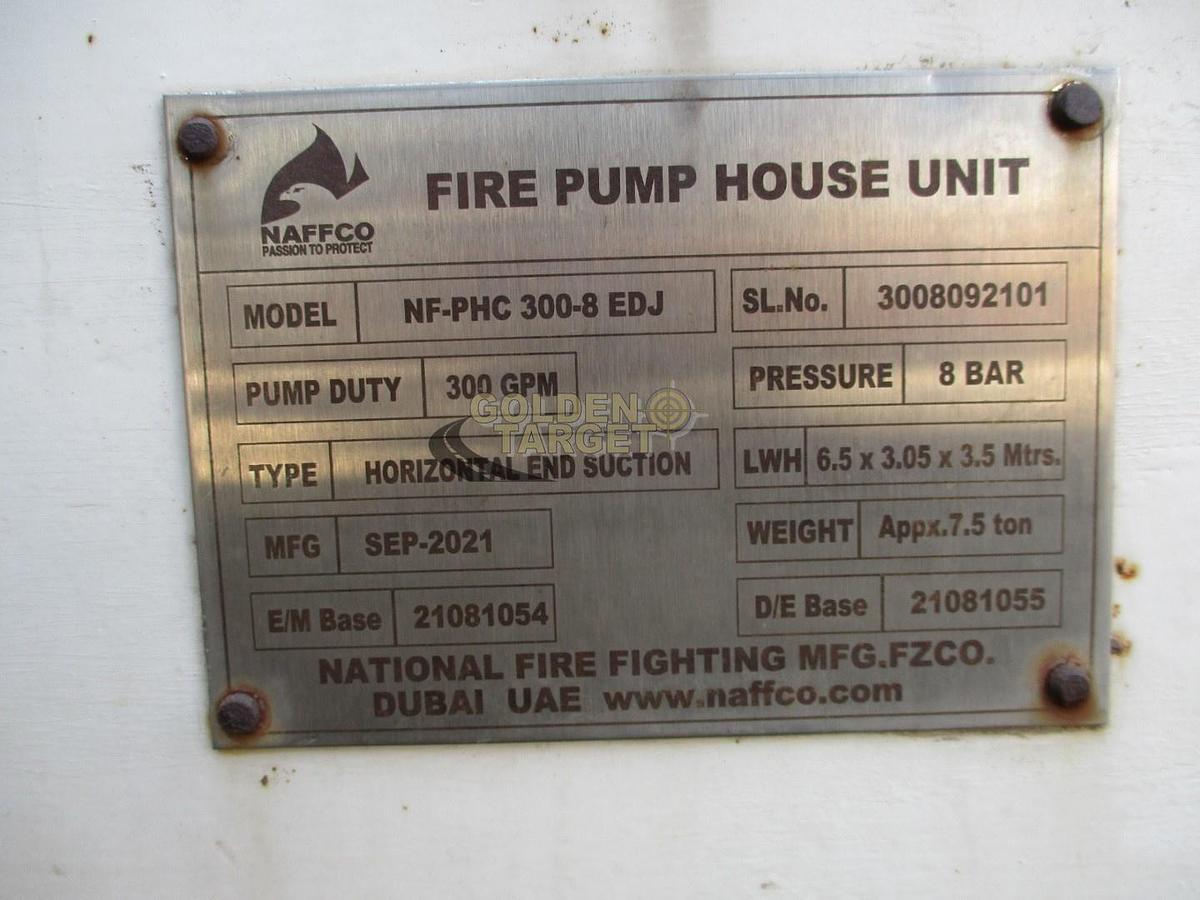 FIRE PUMP HOUSE UNIT
NAFFCO
PASSION TO PROTECT
MODEL NF-PHC 300-8 EDJ SL.No. 3008092101
PUMP DUTY 300 GPM PRESSURE 8 BAR
GOLDEN
TARGET
TYPE HORIZONTAL END SUCTION LWH 6.5 x 3.05 x 3.5 Mtrs.
MFG SEP-2021 WEIGHT Appx.7.5 ton
E/M Base 21081054 D/E Base 21081055
NATIONAL FIRE FIGHTING MFG.FZCO.
DUBAI UAE www.naffco.com